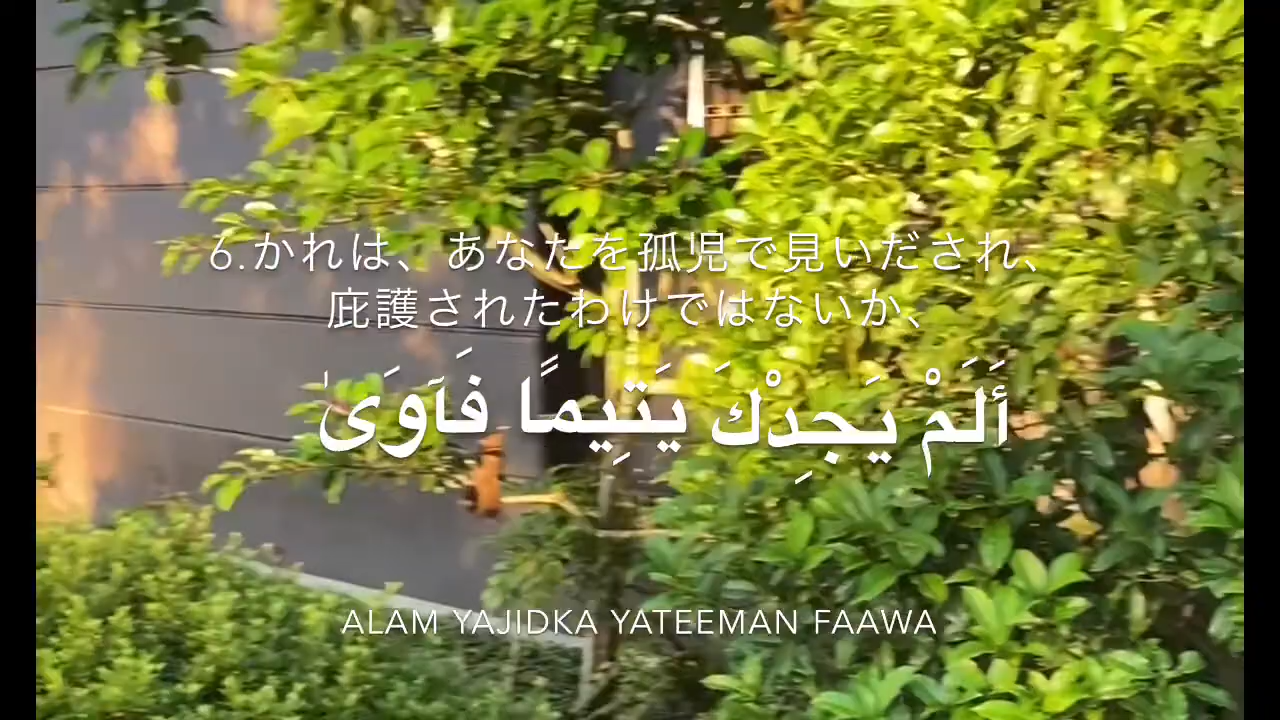 6.かれは、あなたを孤児で見いだされ、
庇護されたわけではないか、
أَلَمْ يَجِدْكَ يَتِيمًا فَآوَىٰ
ALAM YAJIDKA YATEEMAN FAAWA